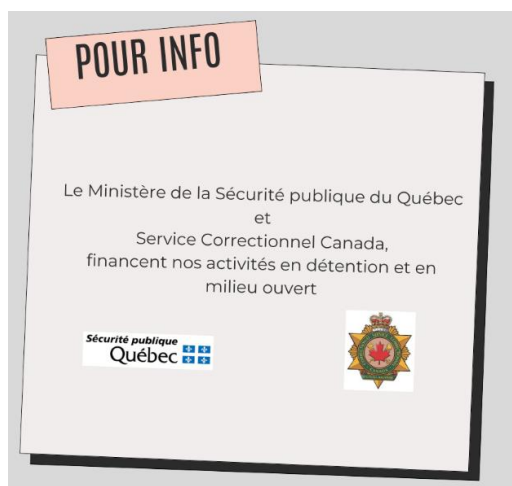 POUR INFO
Le Ministère de la Sécurité publique du Québec
et
Service Correctionnel Canada,
financent nos activités en détention et en
milieu ouvert
Sécurité publique
Québec